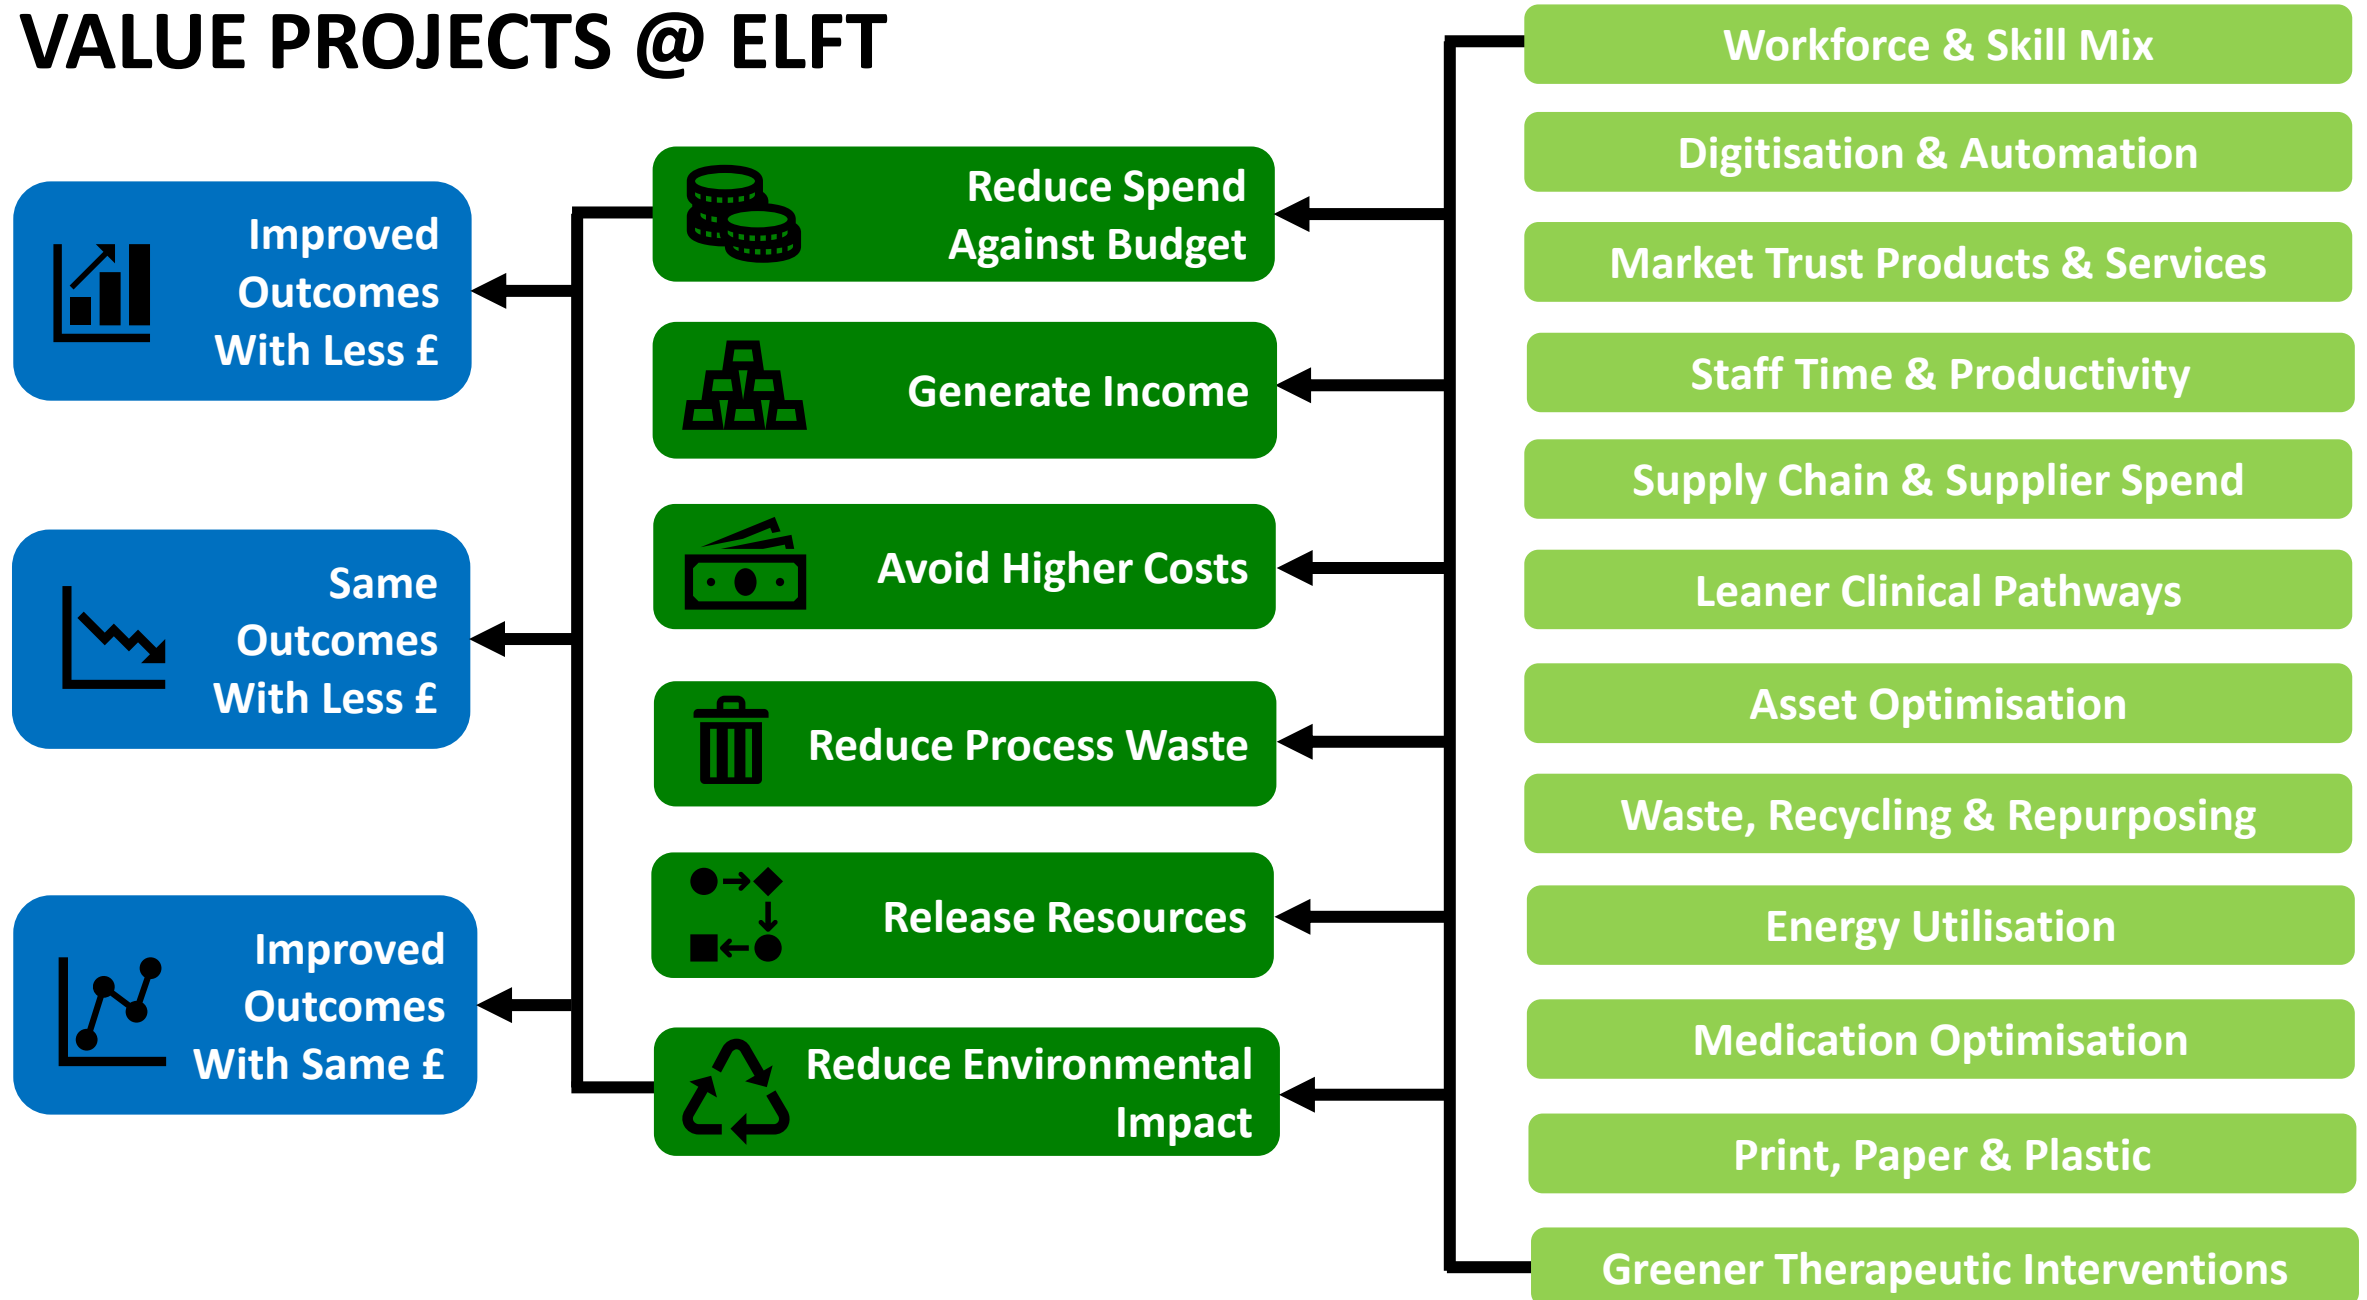 VALUE PROJECTS @ ELFT
Improved
Outcomes
With Less £
Same
Outcomes
With Less £
Improved
Outcomes
With Same £
Reduce Spend
Against Budget
Generate Income
Avoid Higher Costs
Reduce Process Waste
Release Resources
Reduce Environmental
Impact
Workforce & Skill Mix
Digitisation & Automation
Market Trust Products & Services
Staff Time & Productivity
Supply Chain & Supplier Spend
Leaner Clinical Pathways
Asset Optimisation
Waste, Recycling & Repurposing
Energy Utilisation
Medication Optimisation
Print, Paper & Plastic
Greener Therapeutic Interventions